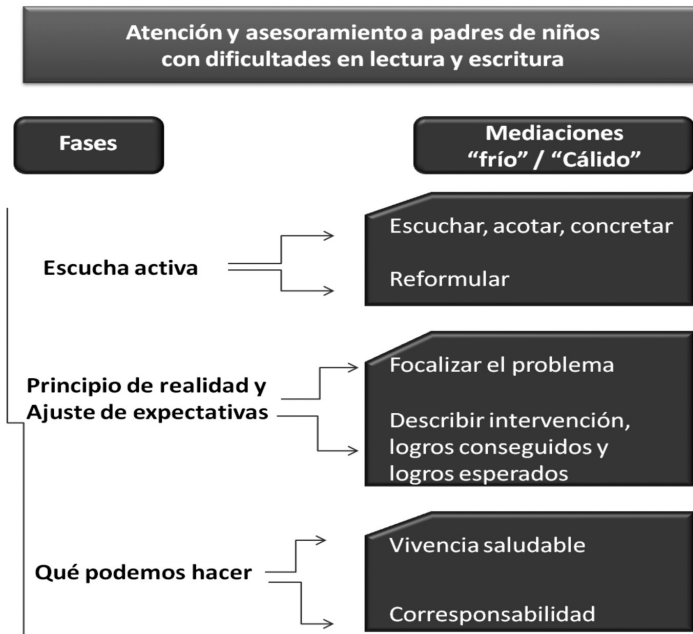 Atención y asesoramiento a padres de niños
con dificultades en lectura y escritura
Fases
Mediaciones
“frío” / “Cálido”
Escucha activa
Escuchar, acotar, concretar
Reformular
Principio de realidad y
Ajuste de expectativas
Focalizar el problema
Describir intervención,
logros conseguidos y
logros esperados
Qué podemos hacer
Vivencia saludable
Corresponsabilidad